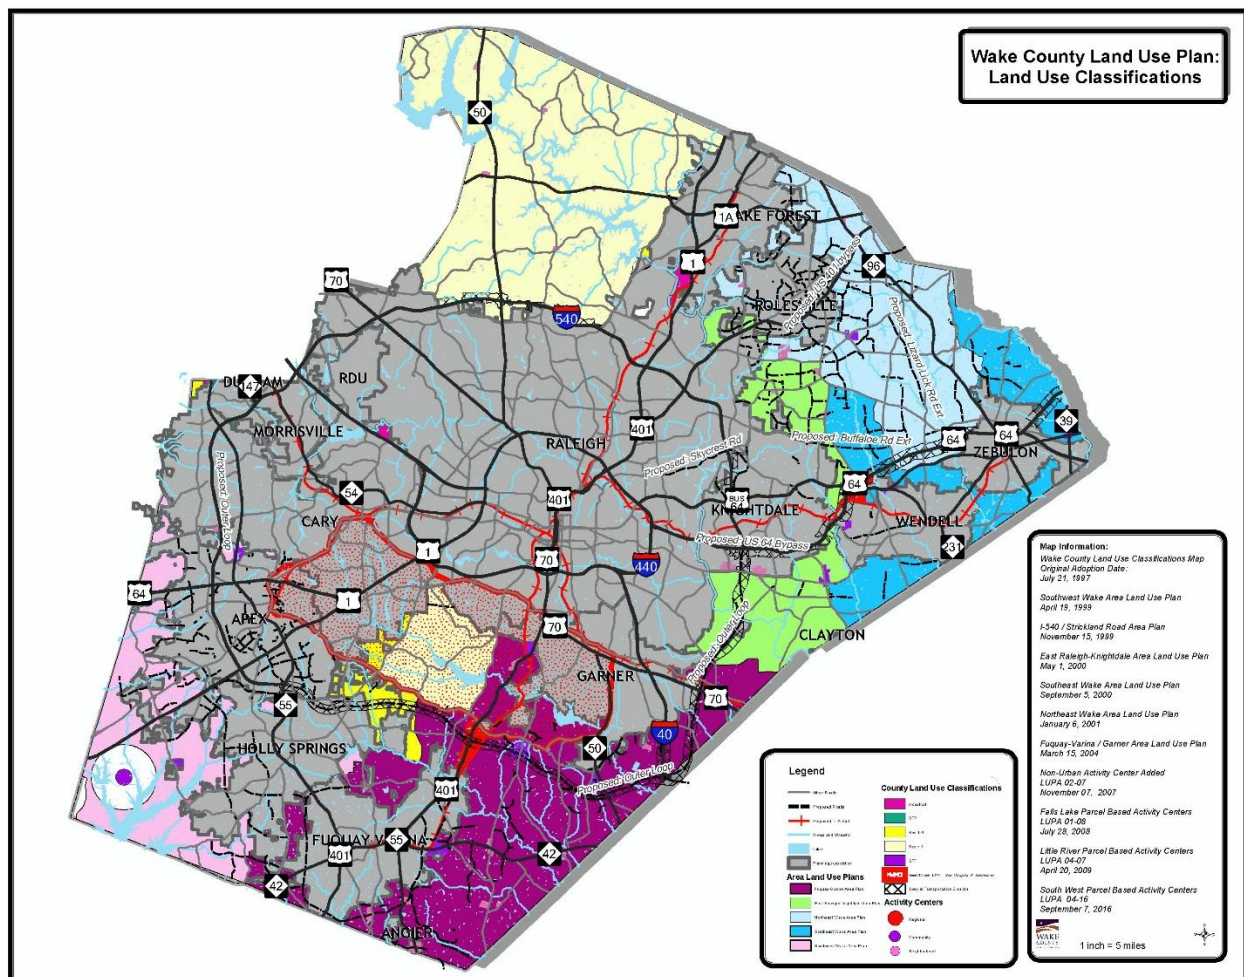 Wake County Land Use Plan:
Land Use Classifications
50
1A
WAKE FOREST
1
96
70
540
ROLESVILLE
Proposed: US 401 bypass
Proposed: Lizard Lick Rd Ext
RDU
147
MORRISVILLE
401
RALEIGH
Proposed: Skycrest Rd
Proposed: Buffaloe Rd Ext
64
64
39
ZEBULON
Proposed: Outer Loop
54
CARY
401
BUS
64
KNIGHTDALE
64
WENDELL
231
Proposed: US 64 Bypass
1
70
440
64
1
APEX
70
Proposed: Outer Loop
CLAYTON
GARNER
70
55
50
40
HOLLY SPRINGS
Proposed: Outer Loop
401
FUQUAY VARINA
401
55
42
42
ANGIER
Map Information:
Wake County Land Use Classifications Map
Original Adoption Date:
July 21, 1997
Southwest Wake Area Land Use Plan
April 19, 1999
I-540 / Strickland Road Area Plan
November 15, 1999
East Raleigh-Knightdale Area Land Use Plan
May 1, 2000
Southeast Wake Area Land Use Plan
September 5, 2000
Northeast Wake Area Land Use Plan
January 6, 2001
Fuquay-Varina / Garner Area Land Use Plan
March 15, 2004
Non-Urban Activity Center Added
LUPA 02-07
November 07, 2007
Falls Lake Parcel Based Activity Centers
LUPA 01-08
July 28, 2008
Little River Parcel Based Activity Centers
LUPA 04-07
April 20, 2009
South West Parcel Based Activity Centers
LUPA 04-16
September 7, 2016
WAKE
COUNTY
1 inch = 5 miles
Legend
Area Land Use Plans
County Land Use Classifications
Activity Centers